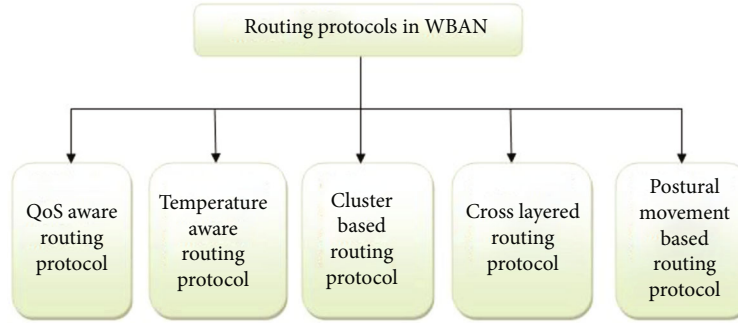 Routing protocols in WBAN
QoS aware
routing
protocol
Temperature
aware
routing
protocol
Cluster
based
routing
protocol
Cross layered
routing
protocol
Postural
movement
based
routing
protocol